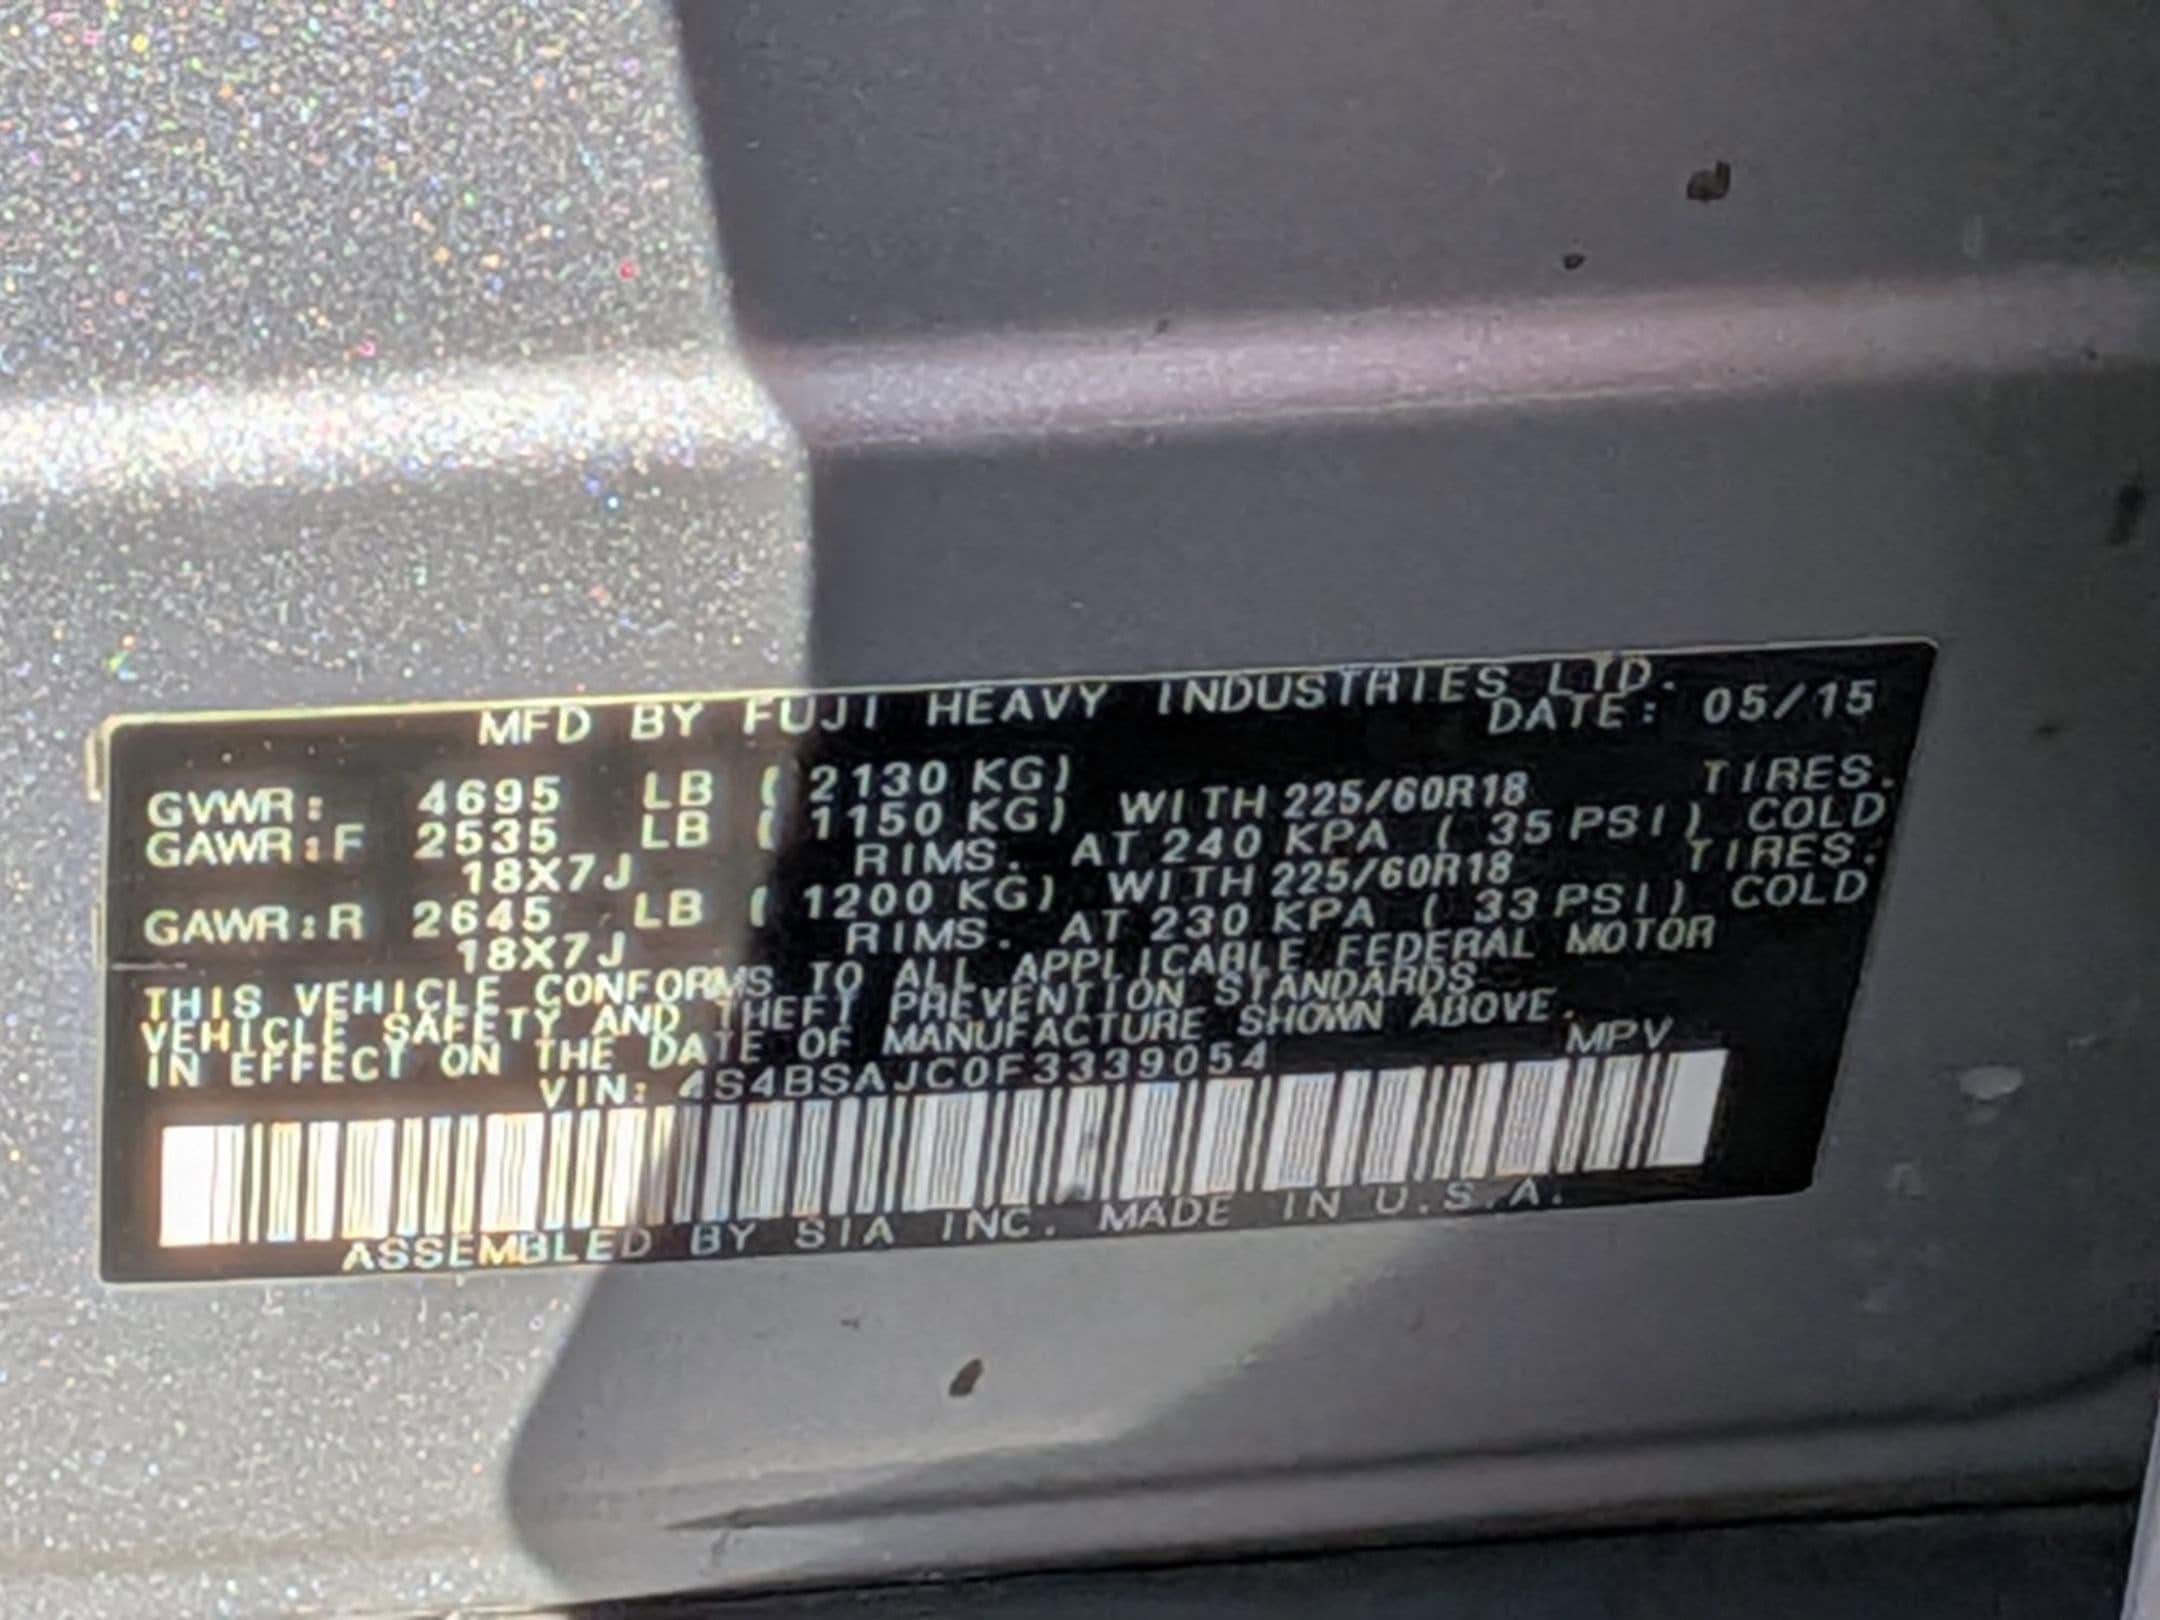 MFD BY FUJI HEAVY INDUSTRIES LTD.
DATE: 05/15
GVWR: 4695 LB ( 2130 KG)
GAWR:F 2535 LB ( 1150 KG) WITH 225/60R18 TIRES.
18X7J RIMS. AT 240 KPA ( 35 PSI) COLD
GAWR:R 2645 LB ( 1200 KG) WITH 225/60R18 TIRES.
18X7J RIMS. AT 230 KPA ( 33 PSI) COLD
THIS VEHICLE CONFORMS TO ALL APPLICABLE FEDERAL MOTOR
VEHICLE SAFETY AND THEFT PREVENTION STANDARDS
IN EFFECT ON THE DATE OF MANUFACTURE SHOWN ABOVE.
VIN: 4S4BSAJC0F3339054 MPV
ASSEMBLED BY SIA INC. MADE IN U.S.A.